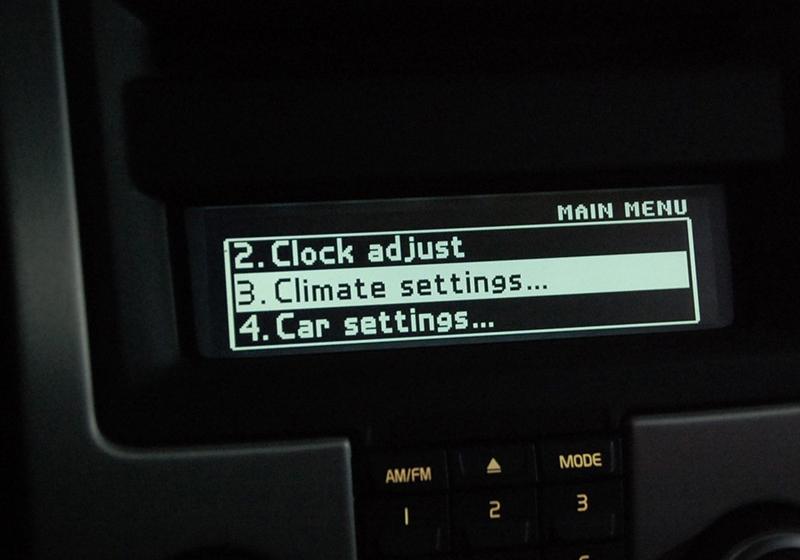 MAIN MENU
2. Clock adjust
3. Climate settings...
4. Car settings...
AM/FM
MODE
1
2
3